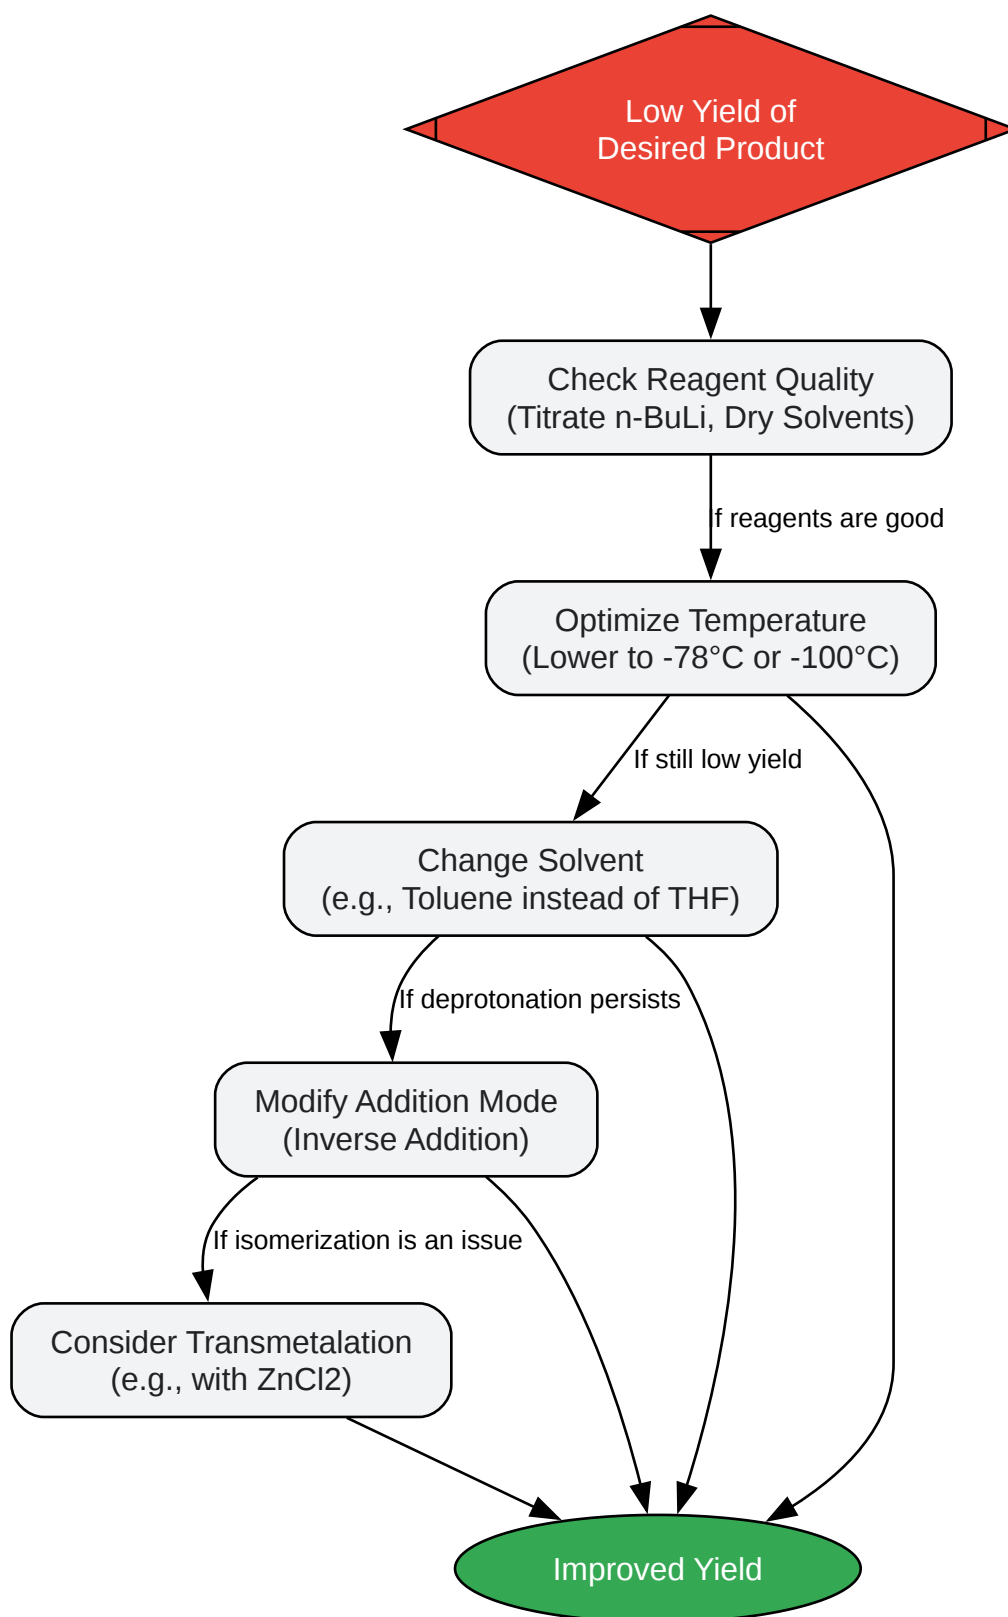 Low Yield of
Desired Product
Check Reagent Quality
(Titrate n-BuLi, Dry Solvents)
If reagents are good
Optimize Temperature
(Lower to -78°C or -100°C)
If still low yield
Change Solvent
(e.g., Toluene instead of THF)
If deprotonation persists
Modify Addition Mode
(Inverse Addition)
If isomerization is an issue
Consider Transmetalation
(e.g., with ZnCl2)
Improved Yield